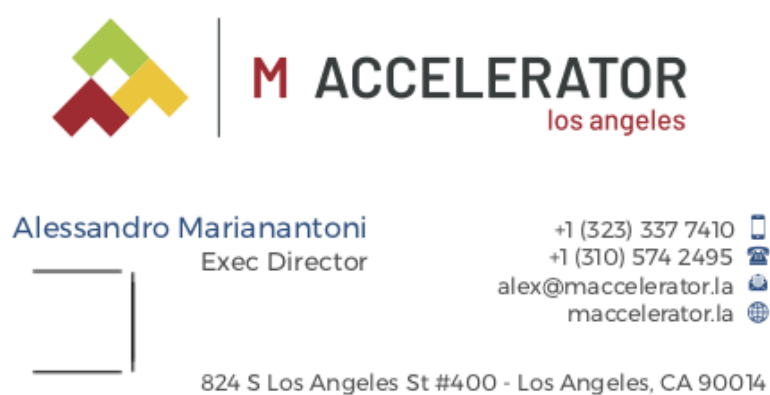 M ACCELERATOR
los angeles
Alessandro Marianantoni
Exec Director
+1 (323) 337 7410
+1 (310) 574 2495
alex@maccelerator.la
maccelerator.la
824 S Los Angeles St #400 - Los Angeles, CA 90014